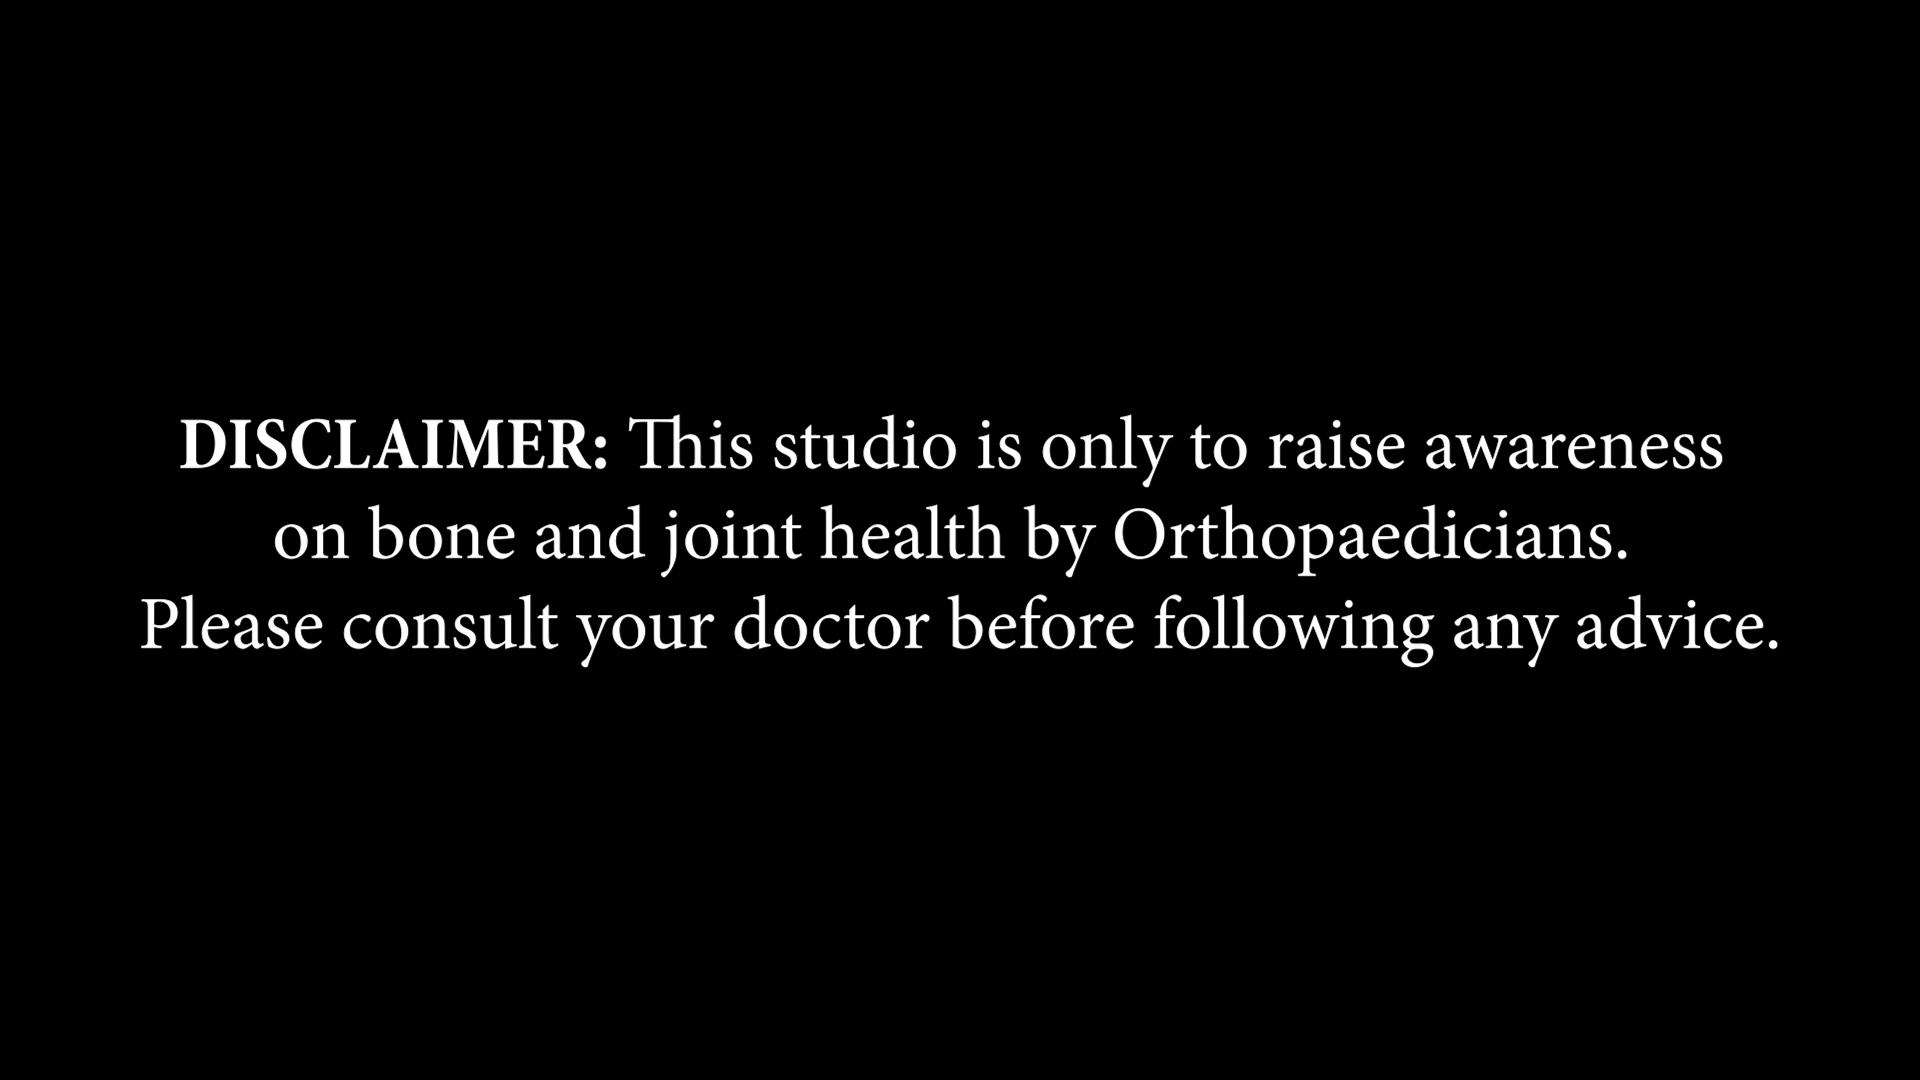 DISCLAIMER: This studio is only to raise awareness
on bone and joint health by Orthopaedicians.
Please consult your doctor before following any advice.